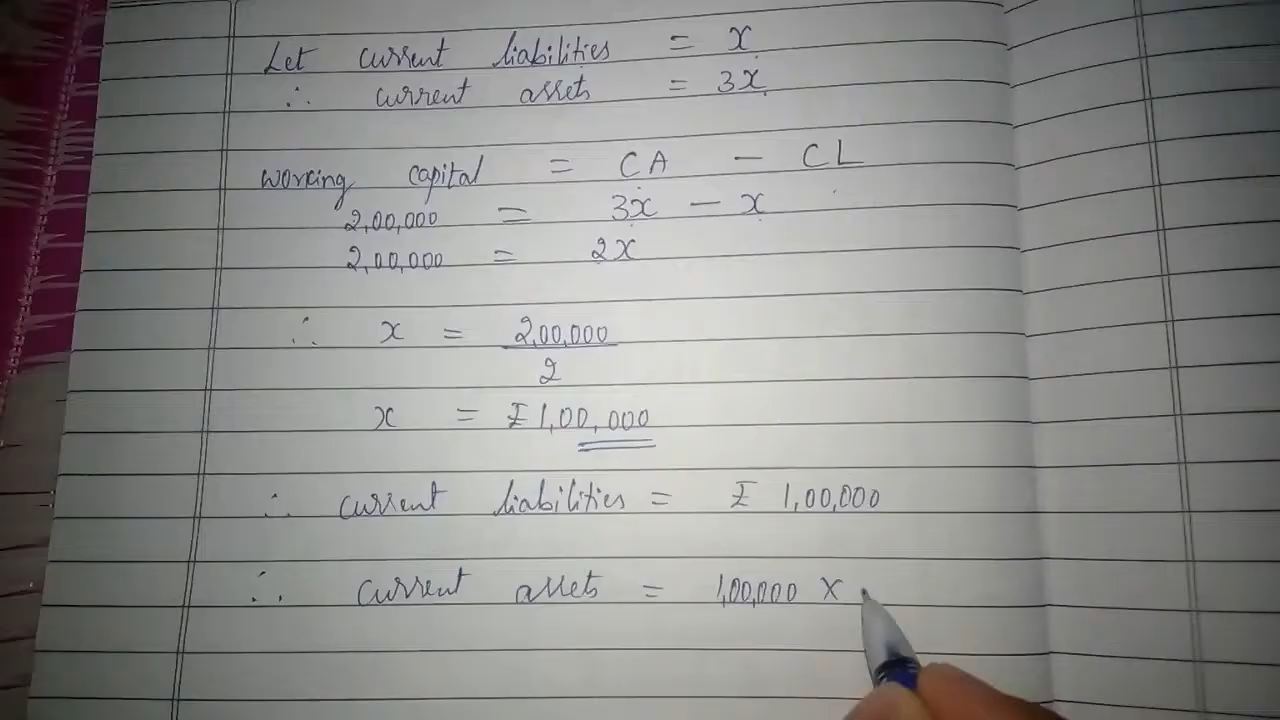 Let current liabilities = x
∴ current assets = 3x
Working capital = CA - CL
2,00,000 = 3x - x
2,00,000 = 2x
∴ x = 2,00,000
2
x = ₹ 1,00,000
∴ current liabilities = ₹ 1,00,000
∴ current assets = 1,00,000 x